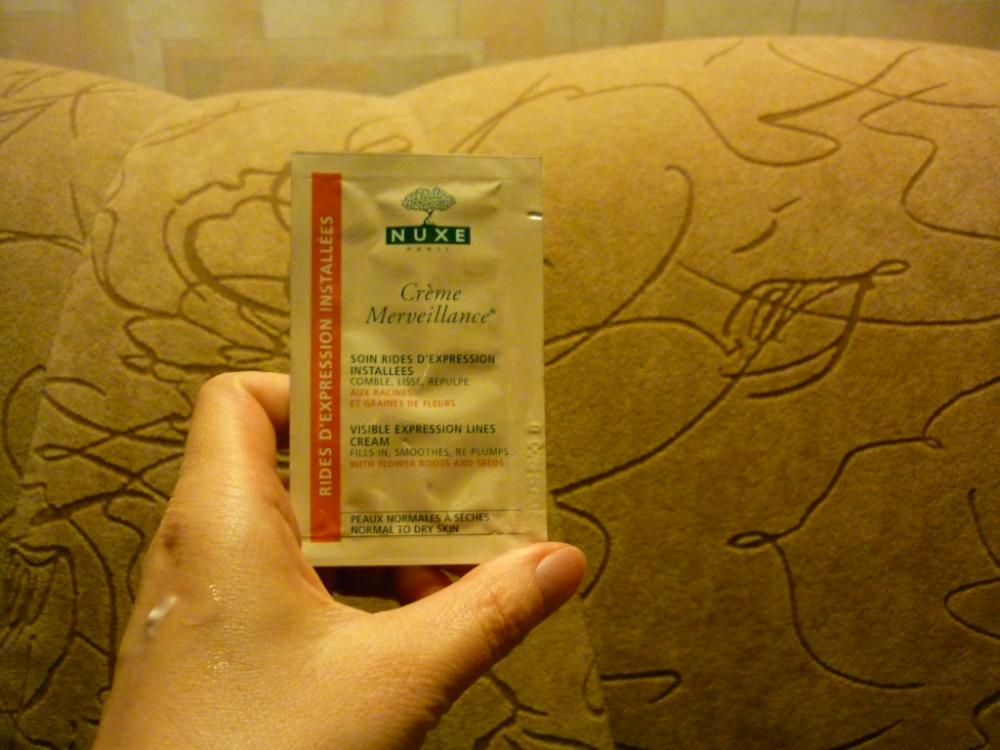 RIDES D'EXPRESSION INSTALLÉES
NUXE
PARIS
Crème
Merveillance®
SOIN RIDES D'EXPRESSION
INSTALLÉES
COMBLE, LISSE, REPULPE
AUX RACINES
ET GRAINES DE FLEURS
VISIBLE EXPRESSION LINES
CREAM
FILLS IN, SMOOTHES, RE-PLUMPS
WITH FLOWER ROOTS AND SEEDS
PEAUX NORMALES À SÈCHES
NORMAL TO DRY SKIN